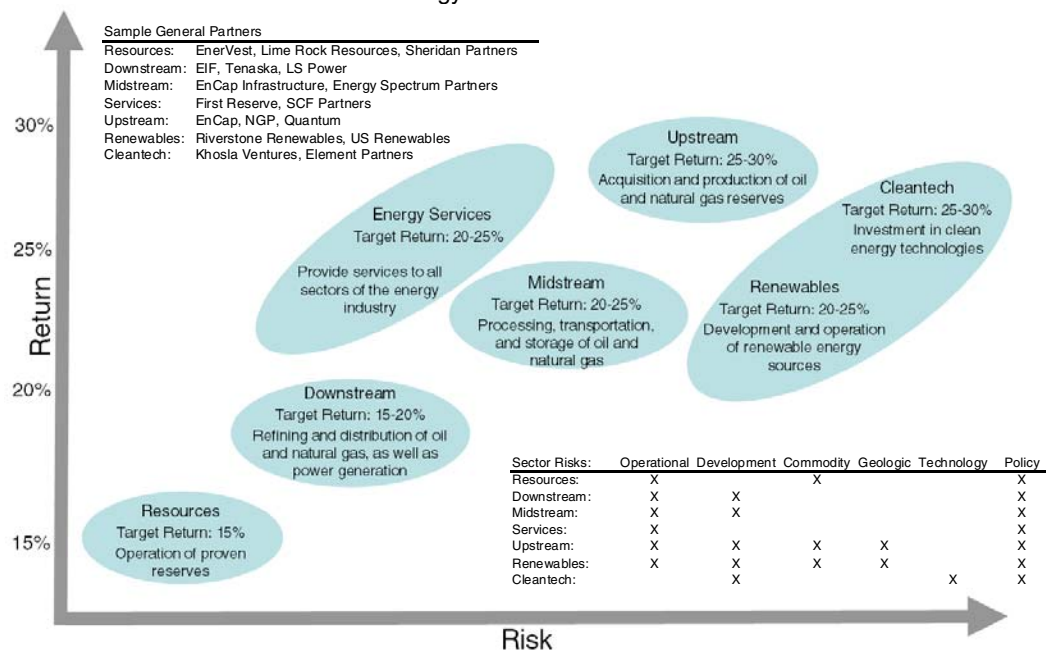 Sample General Partners
Resources: EnerVest, Lime Rock Resources, Sheridan Partners
Downstream: EIF, Tenaska, LS Power
Midstream: EnCap Infrastructure, Energy Spectrum Partners
Services: First Reserve, SCF Partners
Upstream: EnCap, NGP, Quantum
Renewables: Riverstone Renewables, US Renewables
Cleantech: Khosla Ventures, Element Partners
30%
25%
20%
15%
Return
Upstream
Target Return: 25-30%
Acquisition and production of oil
and natural gas reserves
Cleantech
Target Return: 25-30%
Investment in clean
energy technologies
Energy Services
Target Return: 20-25%
Provide services to all
sectors of the energy
industry
Midstream
Target Return: 20-25%
Processing, transportation,
and storage of oil and
natural gas
Renewables
Target Return: 20-25%
Development and operation
of renewable energy
sources
Downstream
Target Return: 15-20%
Refining and distribution of oil
and natural gas, as well as
power generation
Resources
Target Return: 15%
Operation of proven
reserves
Sector Risks: Operational Development Commodity Geologic Technology Policy
Resources: X X X
Downstream: X X X
Midstream: X X X
Services: X X
Upstream: X X X X X
Renewables: X X X X X
Cleantech: X X X
Risk